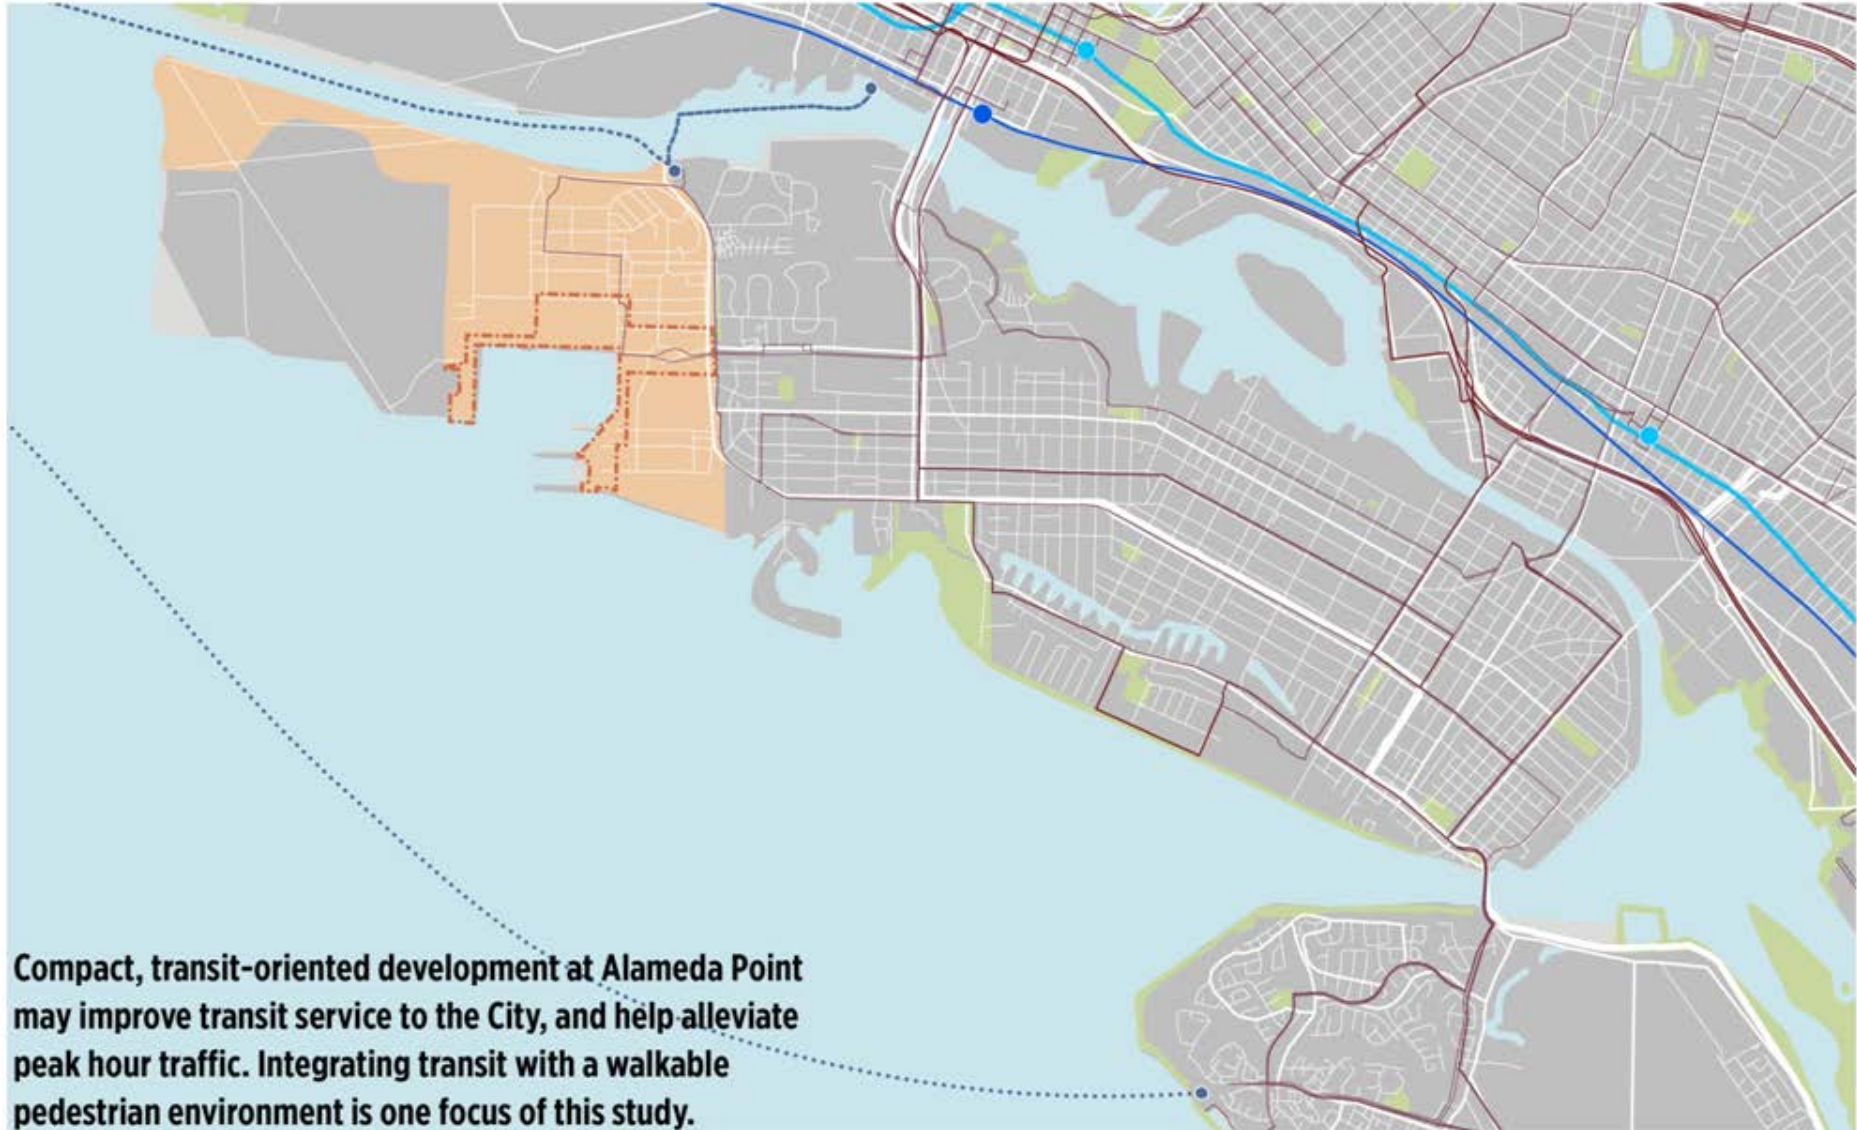 Compact, transit-oriented development at Alameda Point
may improve transit service to the City, and help alleviate
peak hour traffic. Integrating transit with a walkable
pedestrian environment is one focus of this study.